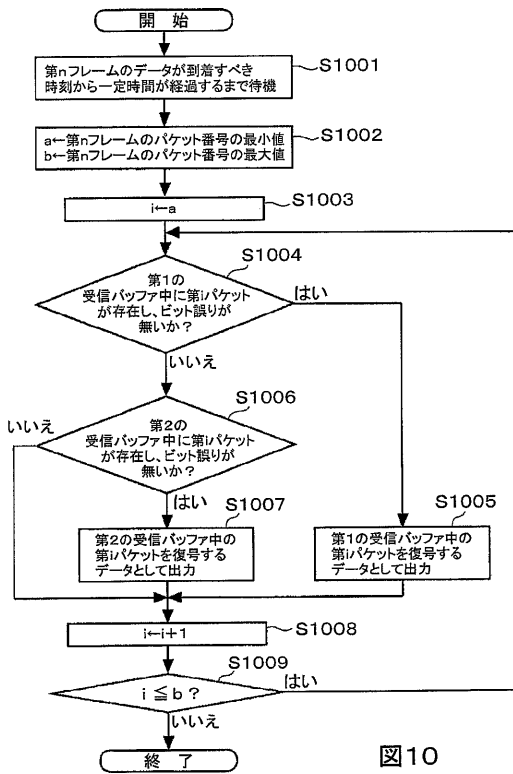 開 始
第nフレームのデータが到着すべき
時刻から一定時間が経過するまで待機
S1001
a←第nフレームのパケット番号の最小値
b←第nフレームのパケット番号の最大値
S1002
i←a
S1003
第1の
受信バッファ中に第iパケット
が存在し、ビット誤りが
無いか?
S1004
はい
いいえ
第2の
受信バッファ中に第iパケット
が存在し、ビット誤りが
無いか?
S1006
いいえ
はい
第2の受信バッファ中の
第iパケットを復号する
データとして出力
S1007
第1の受信バッファ中の
第iパケットを復号する
データとして出力
S1005
i←i+1
S1008
i≦b?
S1009
はい
いいえ
終 了
図10